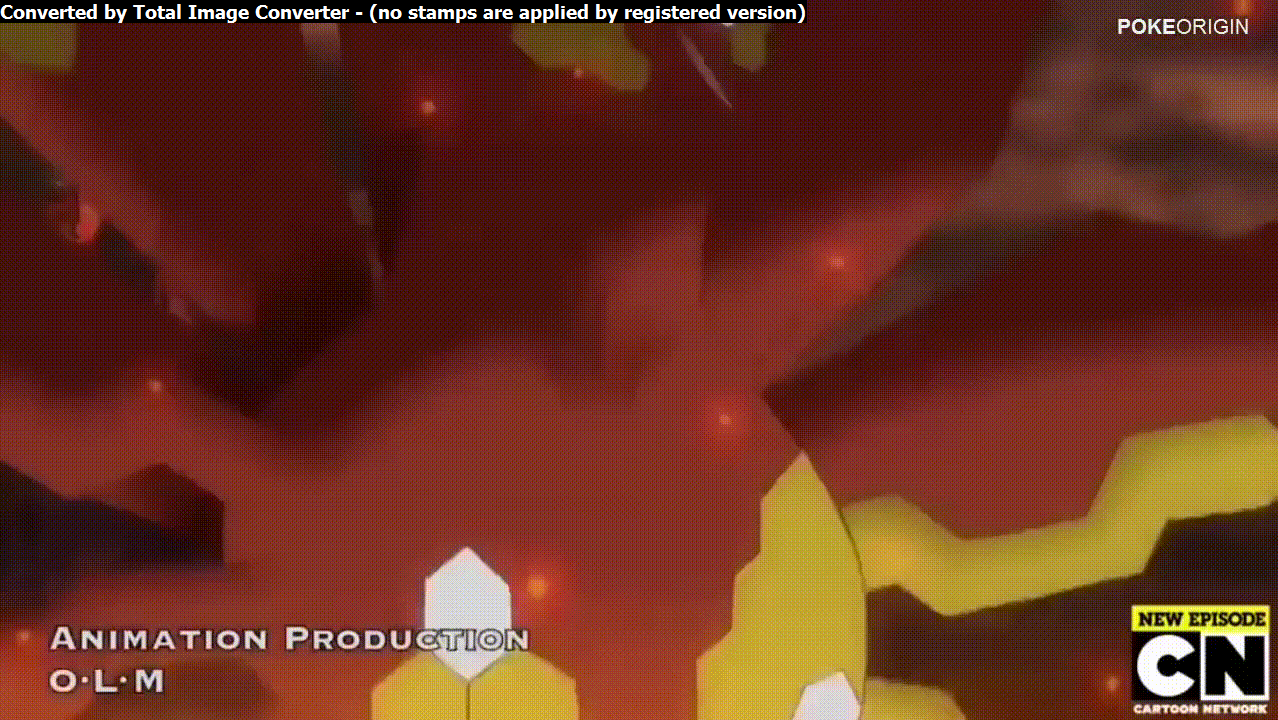 Converted by Total Image Converter - (no stamps are applied by registered version)
POKEORIGIN
ANIMATION PRODUCTION
O·L·M
NEW EPISODE
CN
CARTOON NETWORK